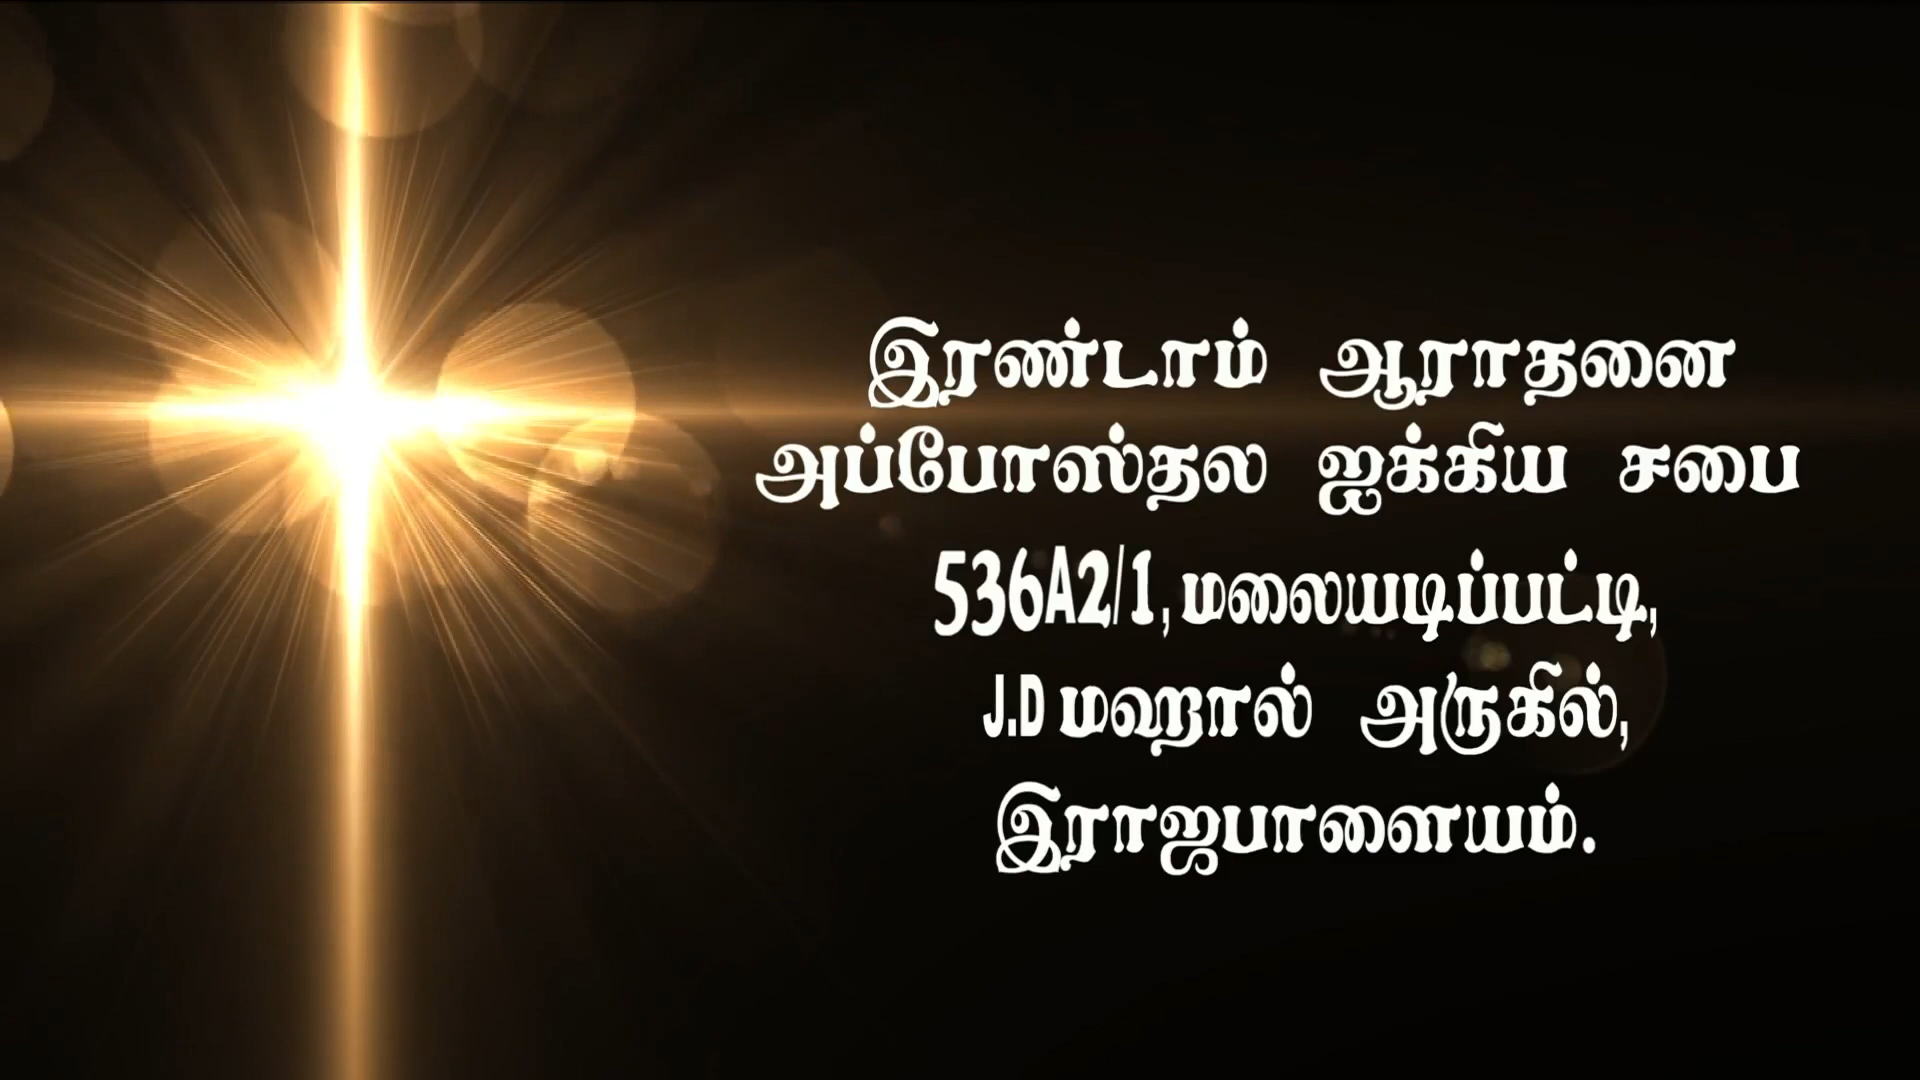 இரண்டாம் ஆராதனை
அப்போஸ்தல ஐக்கிய சபை
536A2/1, மலையடிப்பட்டி,
J.D மஹால் அருகில்,
இராஜபாளையம்.